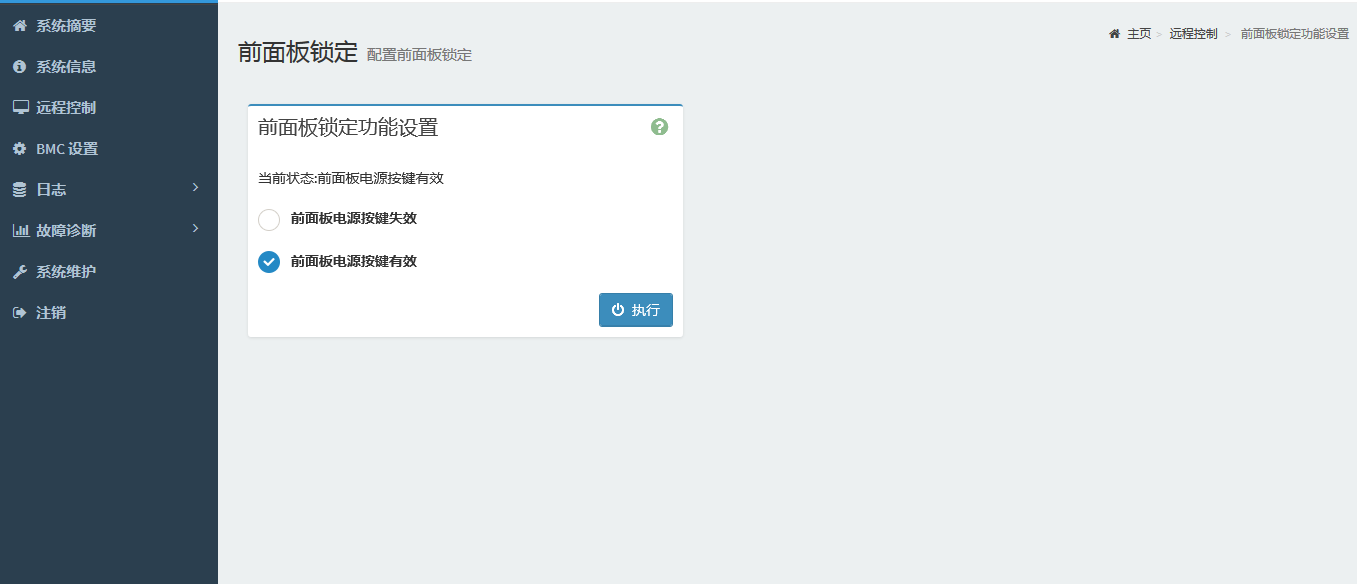 系统摘要
系统信息
远程控制
BMC 设置
日志
故障诊断
系统维护
注销
前面板锁定 配置前面板锁定
主页 > 远程控制 > 前面板锁定功能设置
前面板锁定功能设置
当前状态:前面板电源按键有效
前面板电源按键失效
前面板电源按键有效
执行